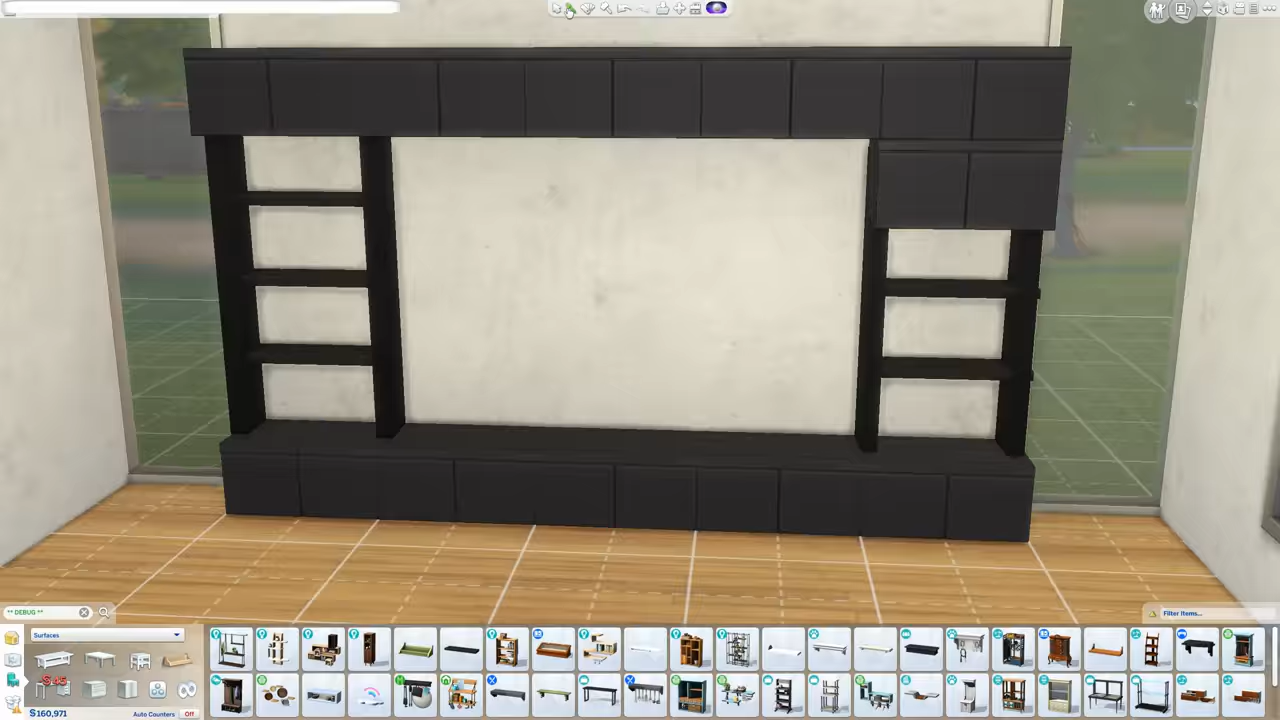 ** DEBUG **
Filter Items...
Surfaces
$160,971
Auto Counters
Off